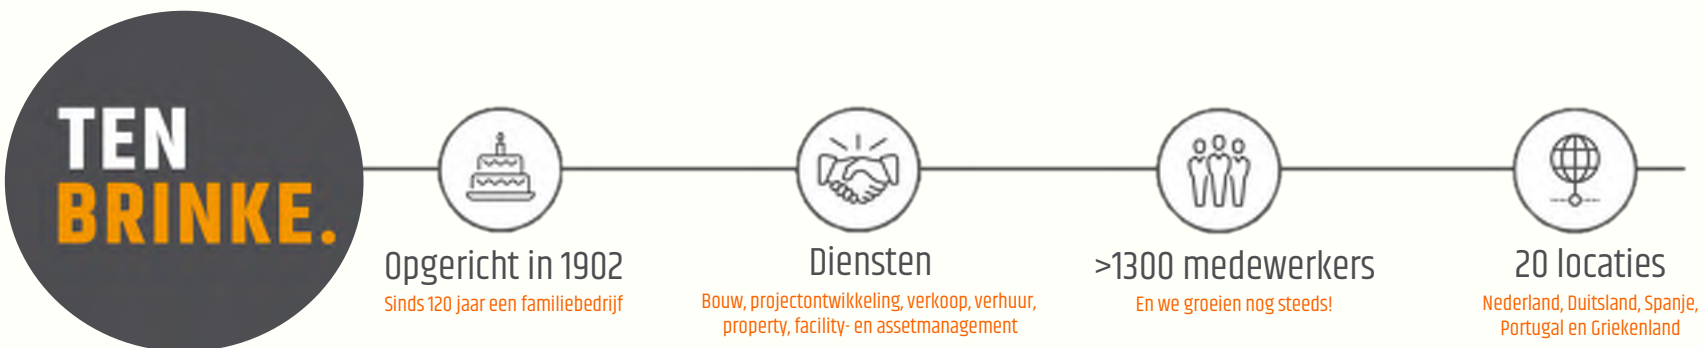 TEN
BRINKE.
Opgericht in 1902
Sinds 120 jaar een familiebedrijf
Diensten
Bouw, projectontwikkeling, verkoop, verhuur,
property, facility- en assetmanagement
>1300 medewerkers
En we groeien nog steeds!
20 locaties
Nederland, Duitsland, Spanje,
Portugal en Griekenland